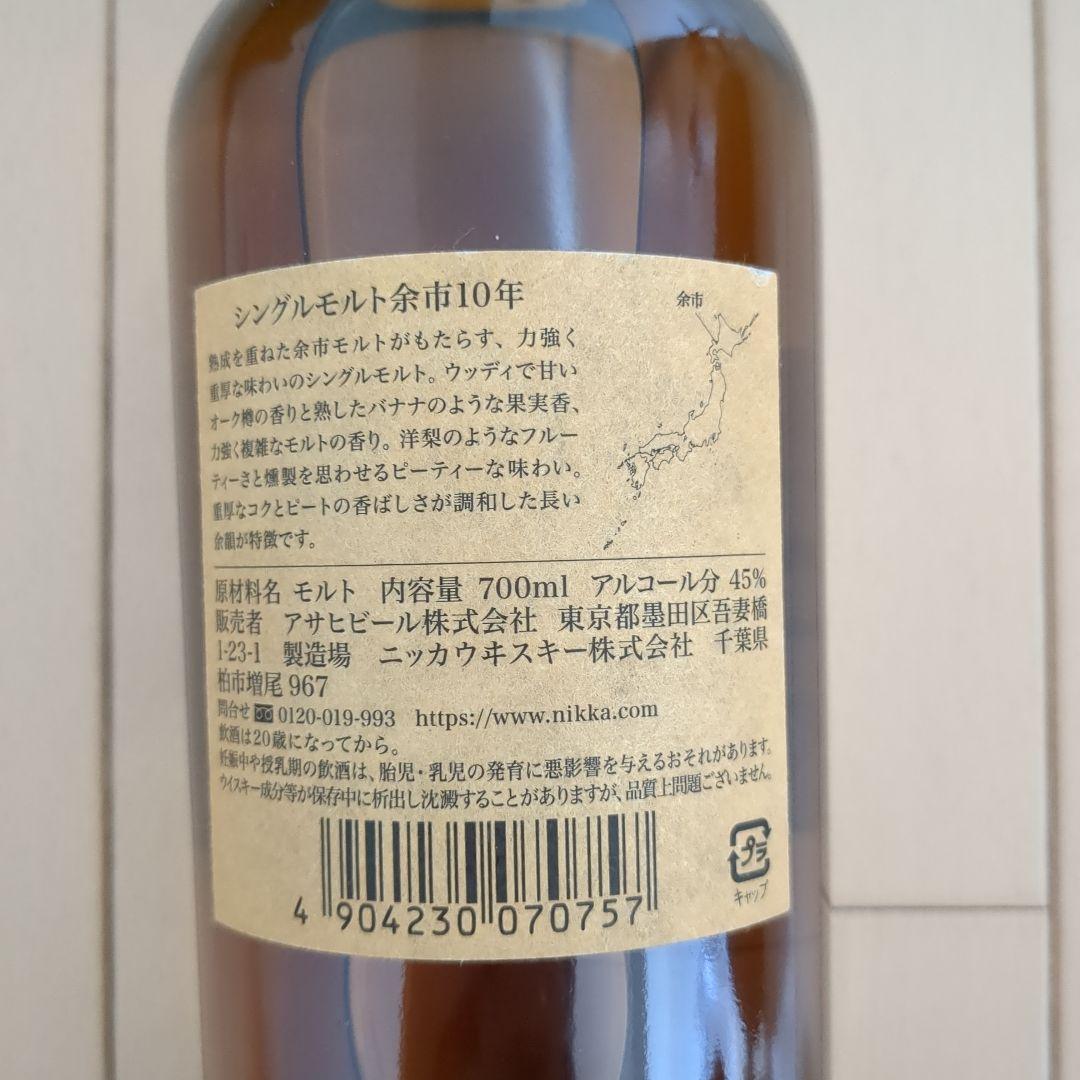 シングルモルト余市10年
余市
熟成を重ねた余市モルトがもたらす、力強く
重厚な味わいのシングルモルト。ウッディで甘い
オーク樽の香りと熟したバナナのような果実香、
力強く複雑なモルトの香り。洋梨のようなフルー
ティーさと燻製を思わせるピーティーな味わい。
重厚なコクとピートの香ばしさが調和した長い
余韻が特徴です。
原材料名 モルト 内容量 700ml アルコール分 45%
販売者 アサヒビール株式会社 東京都墨田区吾妻橋
1-23-1 製造場 ニッカウヰスキー株式会社 千葉県
柏市増尾967
問合せ 0120-019-993 https://www.nikka.com
飲酒は20歳になってから。
妊娠中や授乳期の飲酒は、胎児・乳児の発育に悪影響を与えるおそれがあります。
ウイスキー成分等が保存中に析出し沈澱することがありますが、品質上問題ございません。
プラ
キャップ
4 904230 070757